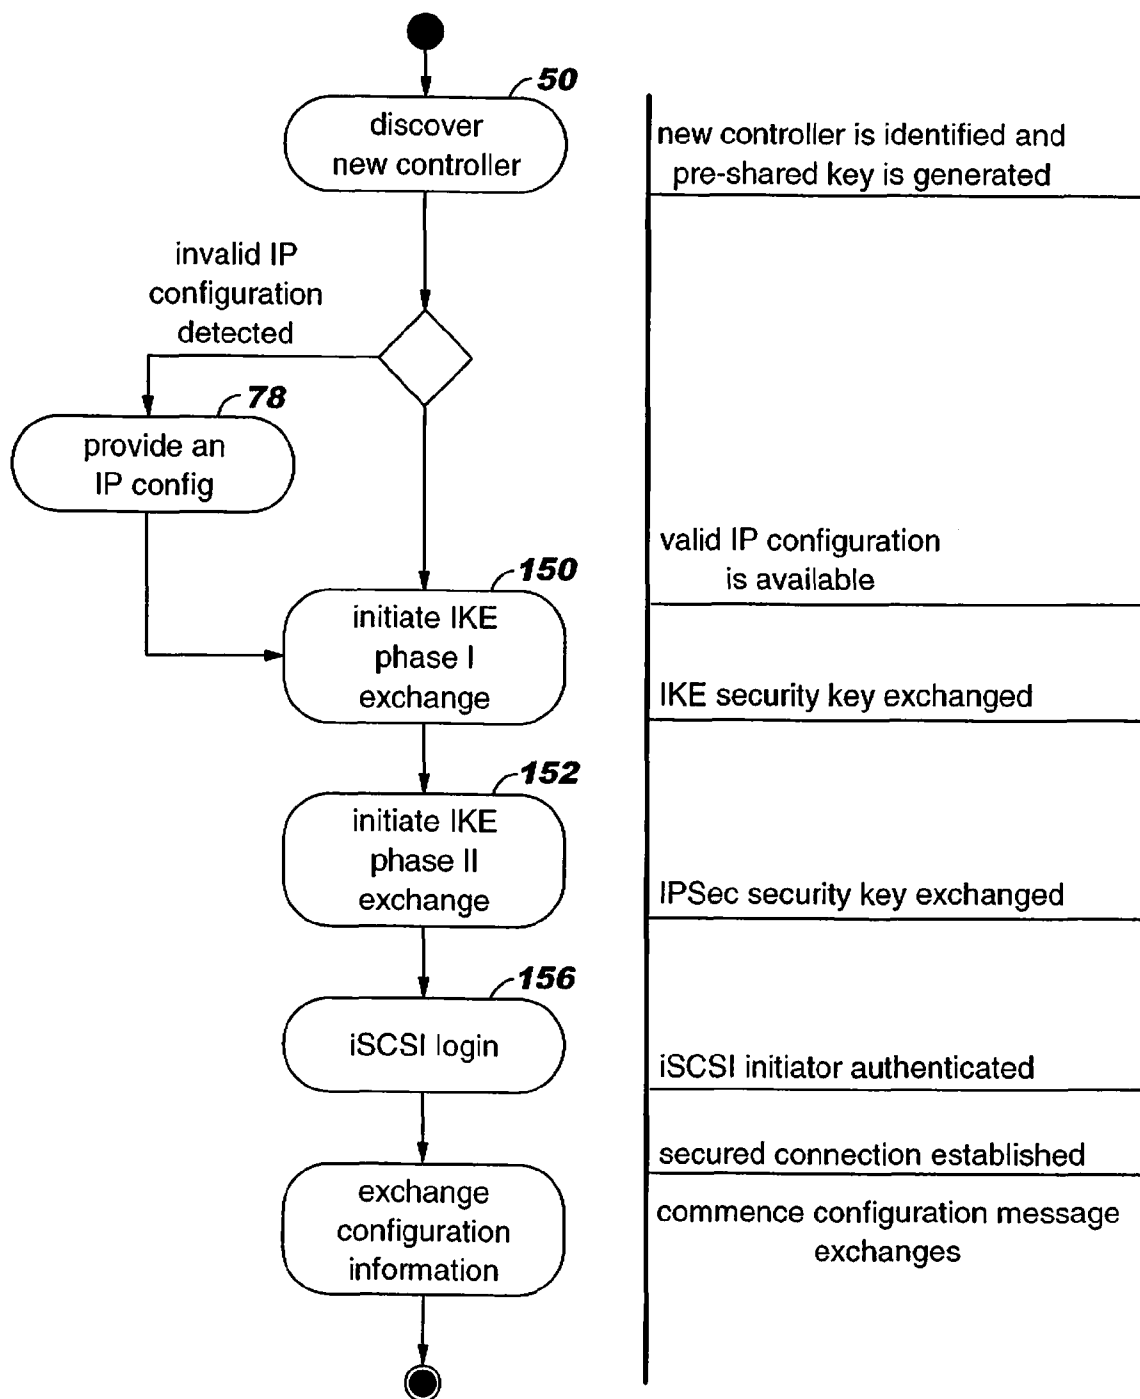 50
discover
new controller
new controller is identified and
pre-shared key is generated
invalid IP
configuration
detected
78
provide an
IP config
valid IP configuration
is available
150
initiate IKE
phase I
exchange
IKE security key exchanged
152
initiate IKE
phase II
exchange
IPSec security key exchanged
156
iSCSI login
iSCSI initiator authenticated
secured connection established
exchange
configuration
information
commence configuration message
exchanges